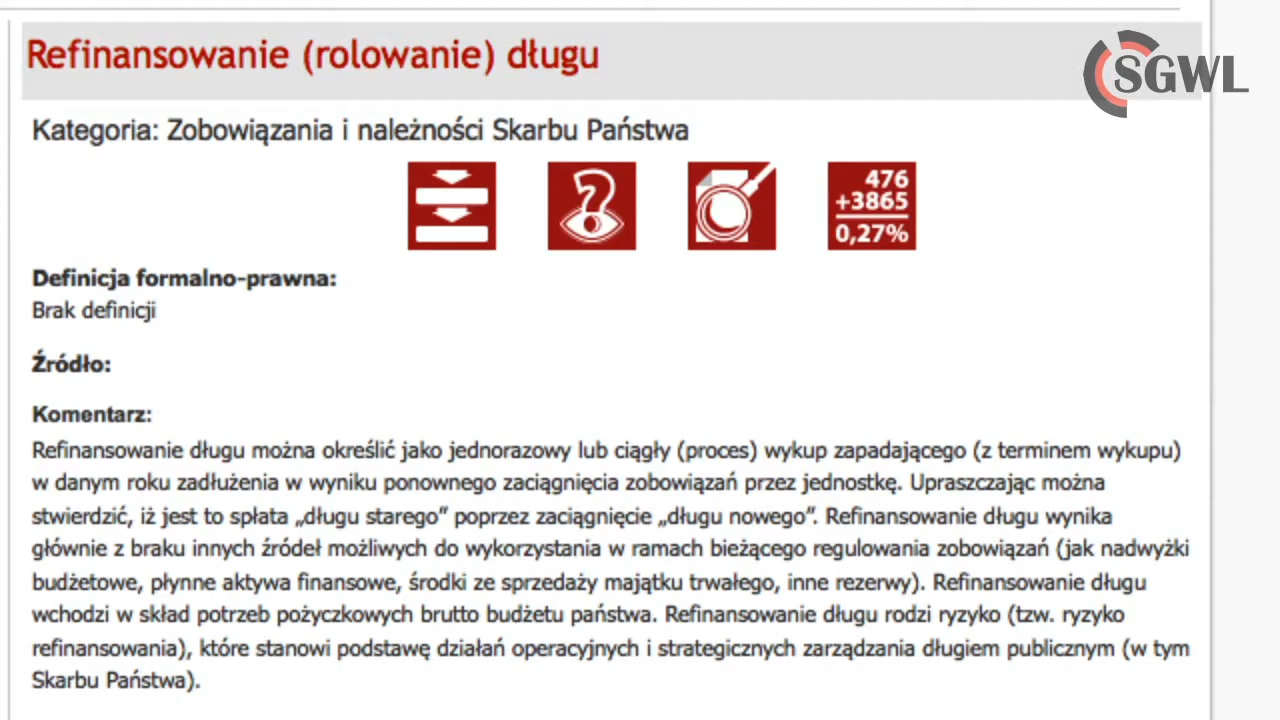 Refinansowanie (rolowanie) długu
SGWL
Kategoria: Zobowiązania i należności Skarbu Państwa
?
476
+3865
0,27%
Definicja formalno-prawna:
Brak definicji
Źródło:
Komentarz:
Refinansowanie długu można określić jako jednorazowy lub ciągły (proces) wykup zapadającego (z terminem wykupu)
w danym roku zadłużenia w wyniku ponownego zaciągnięcia zobowiązań przez jednostkę. Upraszczając można
stwierdzić, iż jest to spłata „długu starego” poprzez zaciągnięcie „długu nowego”. Refinansowanie długu wynika
głównie z braku innych źródeł możliwych do wykorzystania w ramach bieżącego regulowania zobowiązań (jak nadwyżki
budżetowe, płynne aktywa finansowe, środki ze sprzedaży majątku trwałego, inne rezerwy). Refinansowanie długu
wchodzi w skład potrzeb pożyczkowych brutto budżetu państwa. Refinansowanie długu rodzi ryzyko (tzw. ryzyko
refinansowania), które stanowi podstawę działań operacyjnych i strategicznych zarządzania długiem publicznym (w tym
Skarbu Państwa).